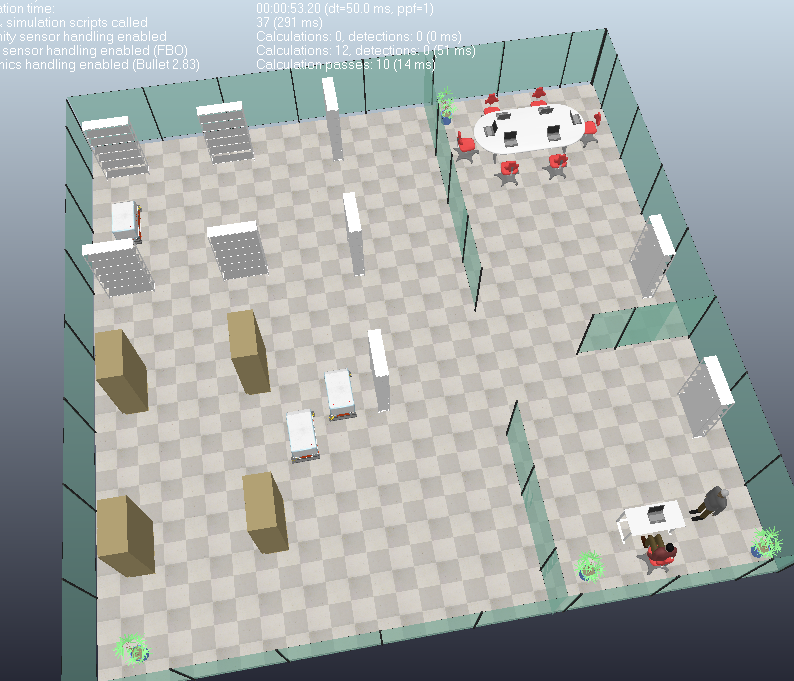 ation time: 00:00:53.20 (dt=50.0 ms, ppf=1)
simulation scripts called 37 (291 ms)
ity sensor handling enabled Calculations: 0, detections: 0 (0 ms)
sensor handling enabled (FBO) Calculations: 12, detections: 0 (51 ms)
ics handling enabled (Bullet 2.83) Calculation passes: 10 (14 ms)